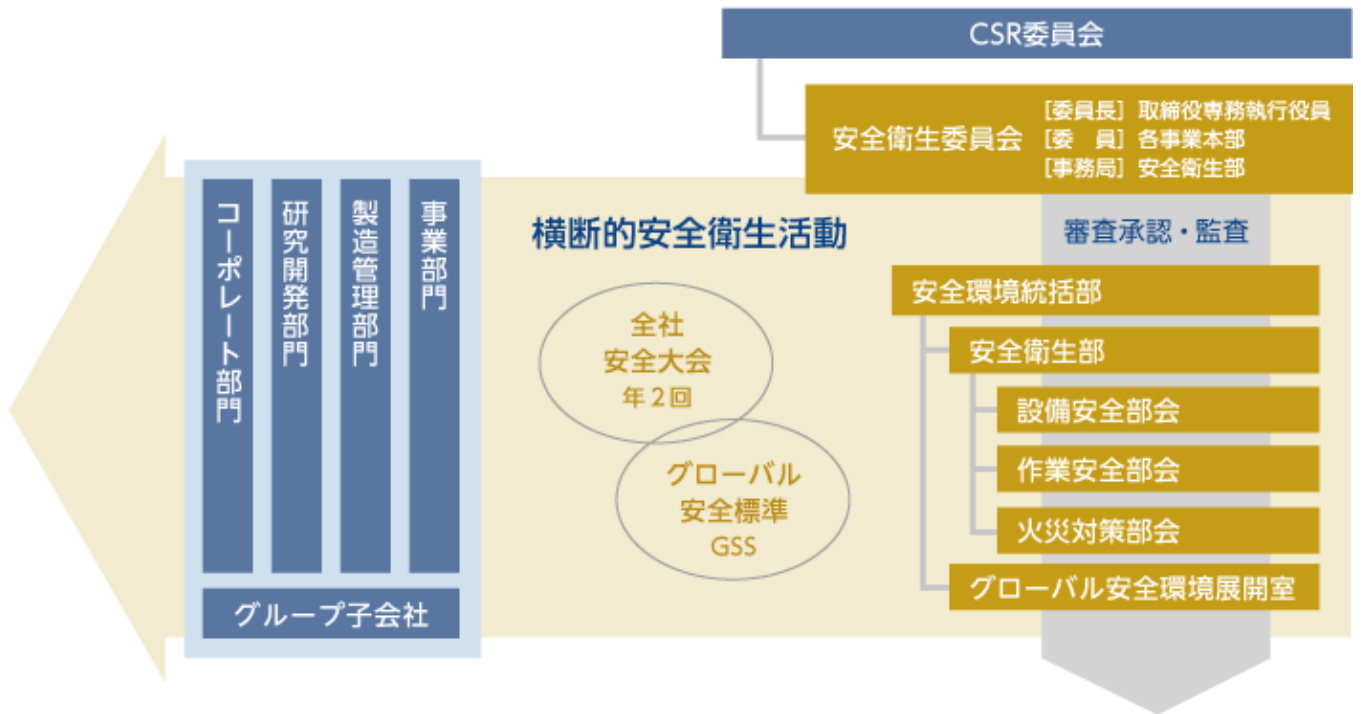 CSR委員会
安全衛生委員会
[委員長] 取締役専務執行役員
[委　員] 各事業本部
[事務局] 安全衛生部
コーポレート部門
研究開発部門
製造管理部門
事業部門
グループ子会社
横断的安全衛生活動
全社
安全大会
年2回
グローバル
安全標準
GSS
審査承認・監査
安全環境統括部
安全衛生部
設備安全部会
作業安全部会
火災対策部会
グローバル安全環境展開室